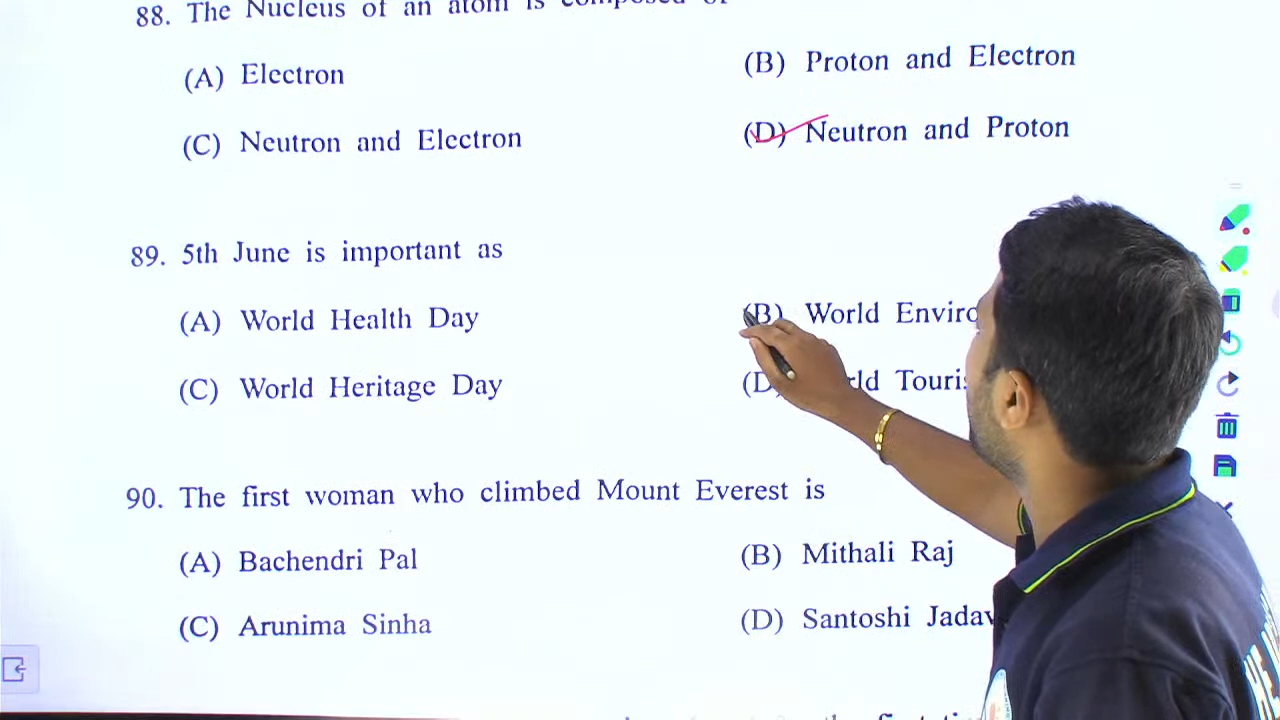 88. The Nucleus of an atom is composed of
(A) Electron (B) Proton and Electron
(C) Neutron and Electron (D) Neutron and Proton
89. 5th June is important as
(A) World Health Day (B) World
(C) World Heritage Day (D)
90. The first woman who climbed Mount Everest is
(A) Bachendri Pal (B) Mithali Raj
(C) Arunima Sinha (D) Santoshi